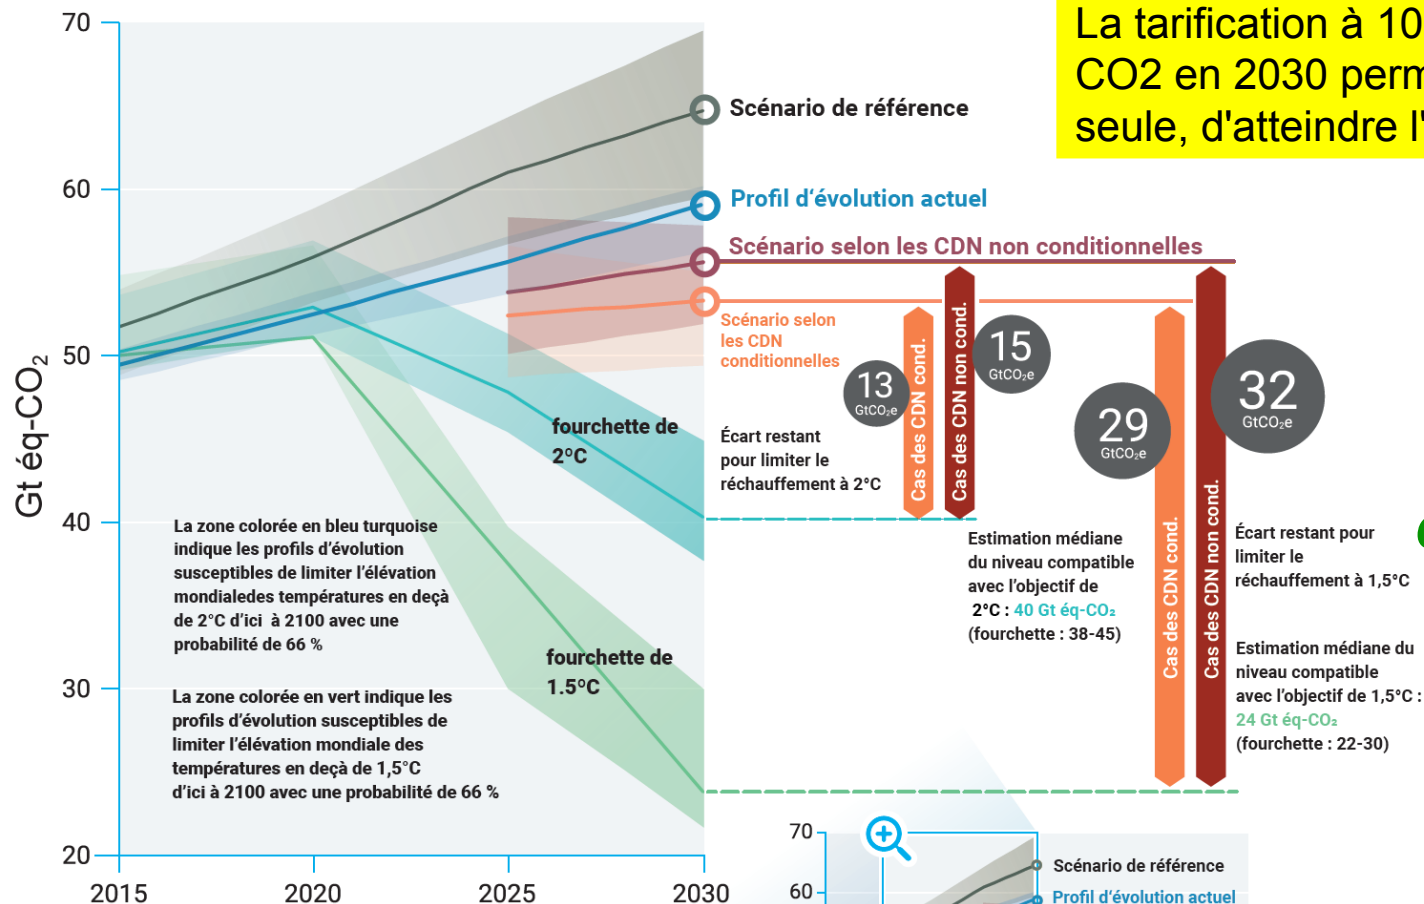 La tarification à 10
CO2 en 2030 perm
seule, d'atteindre l'
70
60
50
40
30
20
Gt éq-CO₂
2015
2020
2025
2030
Scénario de référence
Profil d‘évolution actuel
Scénario selon les CDN non conditionnelles
Scénario selon
les CDN
conditionnelles
fourchette de
2°C
fourchette de
1.5°C
La zone colorée en bleu turquoise
indique les profils d’évolution
susceptibles de limiter l’élévation
mondialedes températures en deçà
de 2°C d’ici à 2100 avec une
probabilité de 66 %
La zone colorée en vert indique les
profils d’évolution susceptibles de
limiter l’élévation mondiale des
températures en deçà de 1,5°C
d’ici à 2100 avec une probabilité de 66 %
13
GtCO₂e
Cas des CDN cond.
Cas des CDN non cond.
15
GtCO₂e
Écart restant
pour limiter le
réchauffement à 2°C
Estimation médiane
du niveau compatible
avec l’objectif de
2°C : 40 Gt éq-CO₂
(fourchette : 38-45)
29
GtCO₂e
Cas des CDN cond.
Cas des CDN non cond.
32
GtCO₂e
Écart restant pour
limiter le
réchauffement à 1,5°C
Estimation médiane du
niveau compatible
avec l’objectif de 1,5°C :
24 Gt éq-CO₂
(fourchette : 22-30)
70
60
Scénario de référence
Profil d‘évolution actuel